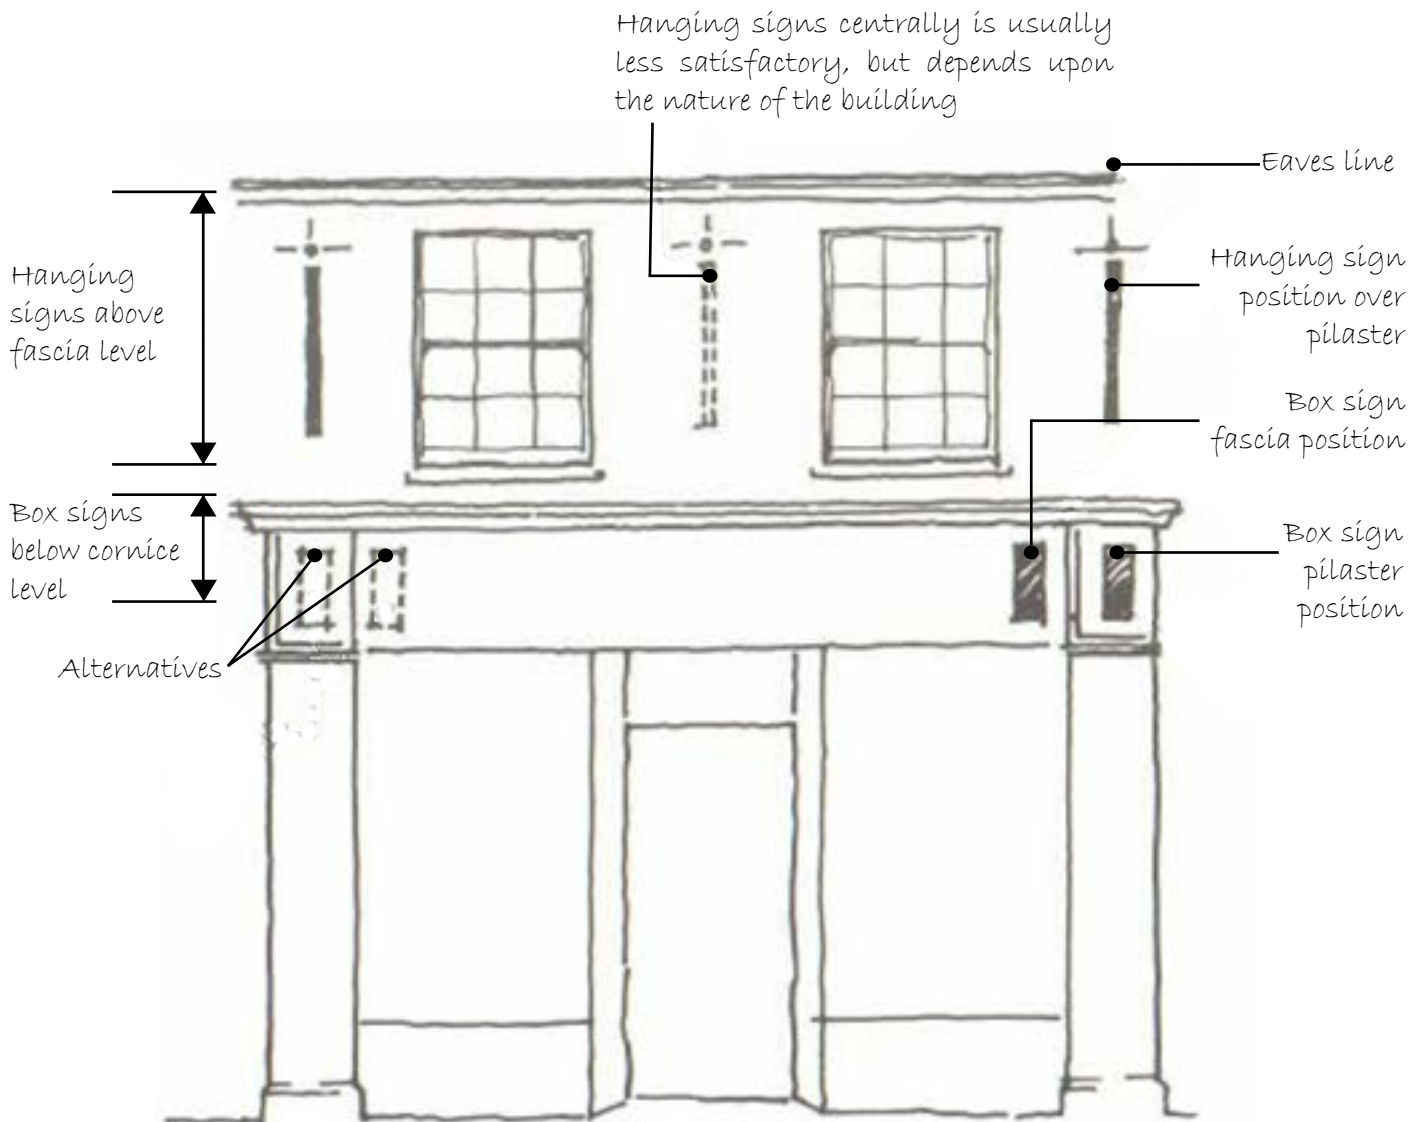 Hanging signs centrally is usually
less satisfactory, but depends upon
the nature of the building
Eaves line
Hanging
signs above
fascia level
Hanging sign
position over
pilaster
Box sign
fascia position
Box signs
below cornice
level
Box sign
pilaster
position
Alternatives